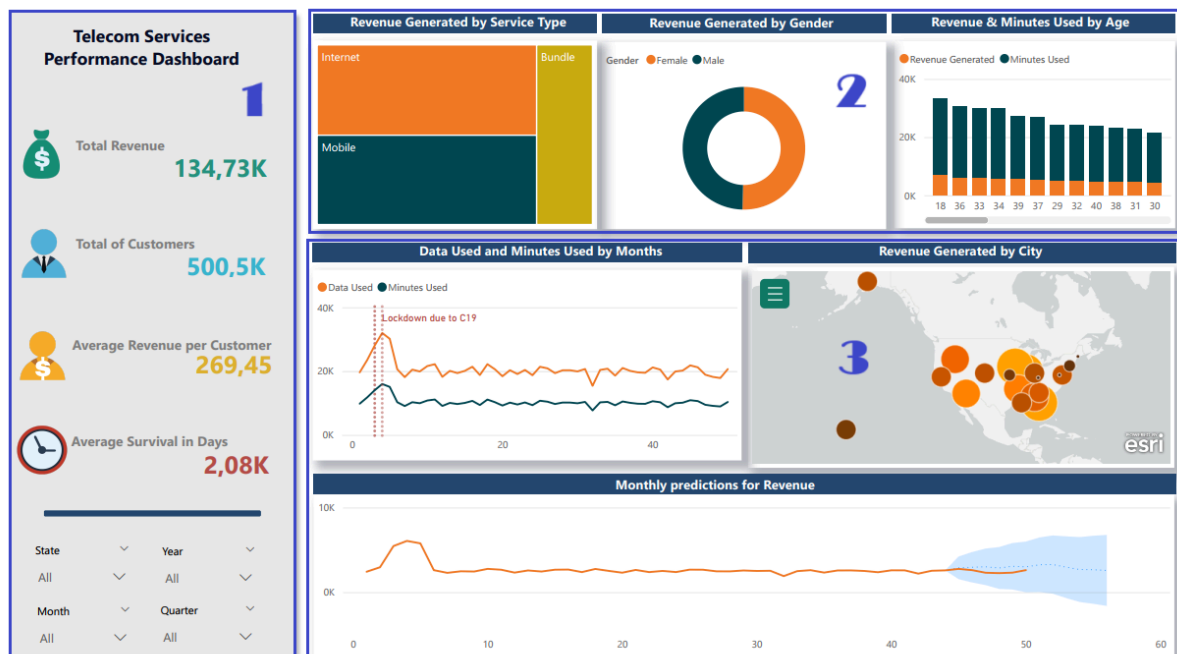 Telecom Services
Performance Dashboard
1
Total Revenue
134,73K
Total of Customers
500,5K
Average Revenue per Customer
269,45
Average Survival in Days
2,08K
State
All
Year
All
Month
All
Quarter
All
Revenue Generated by Service Type
Internet
Bundle
Mobile
Revenue Generated by Gender
Gender Female Male
2
Revenue & Minutes Used by Age
Revenue Generated Minutes Used
40K
20K
0K
18 36 33 34 39 37 29 32 40 38 31 30
Data Used and Minutes Used by Months
Data Used Minutes Used
Lockdown due to C19
40K
20K
0K
0 20 40
Revenue Generated by City
3
esri
Monthly predictions for Revenue
10K
0K
0 10 20 30 40 50 60